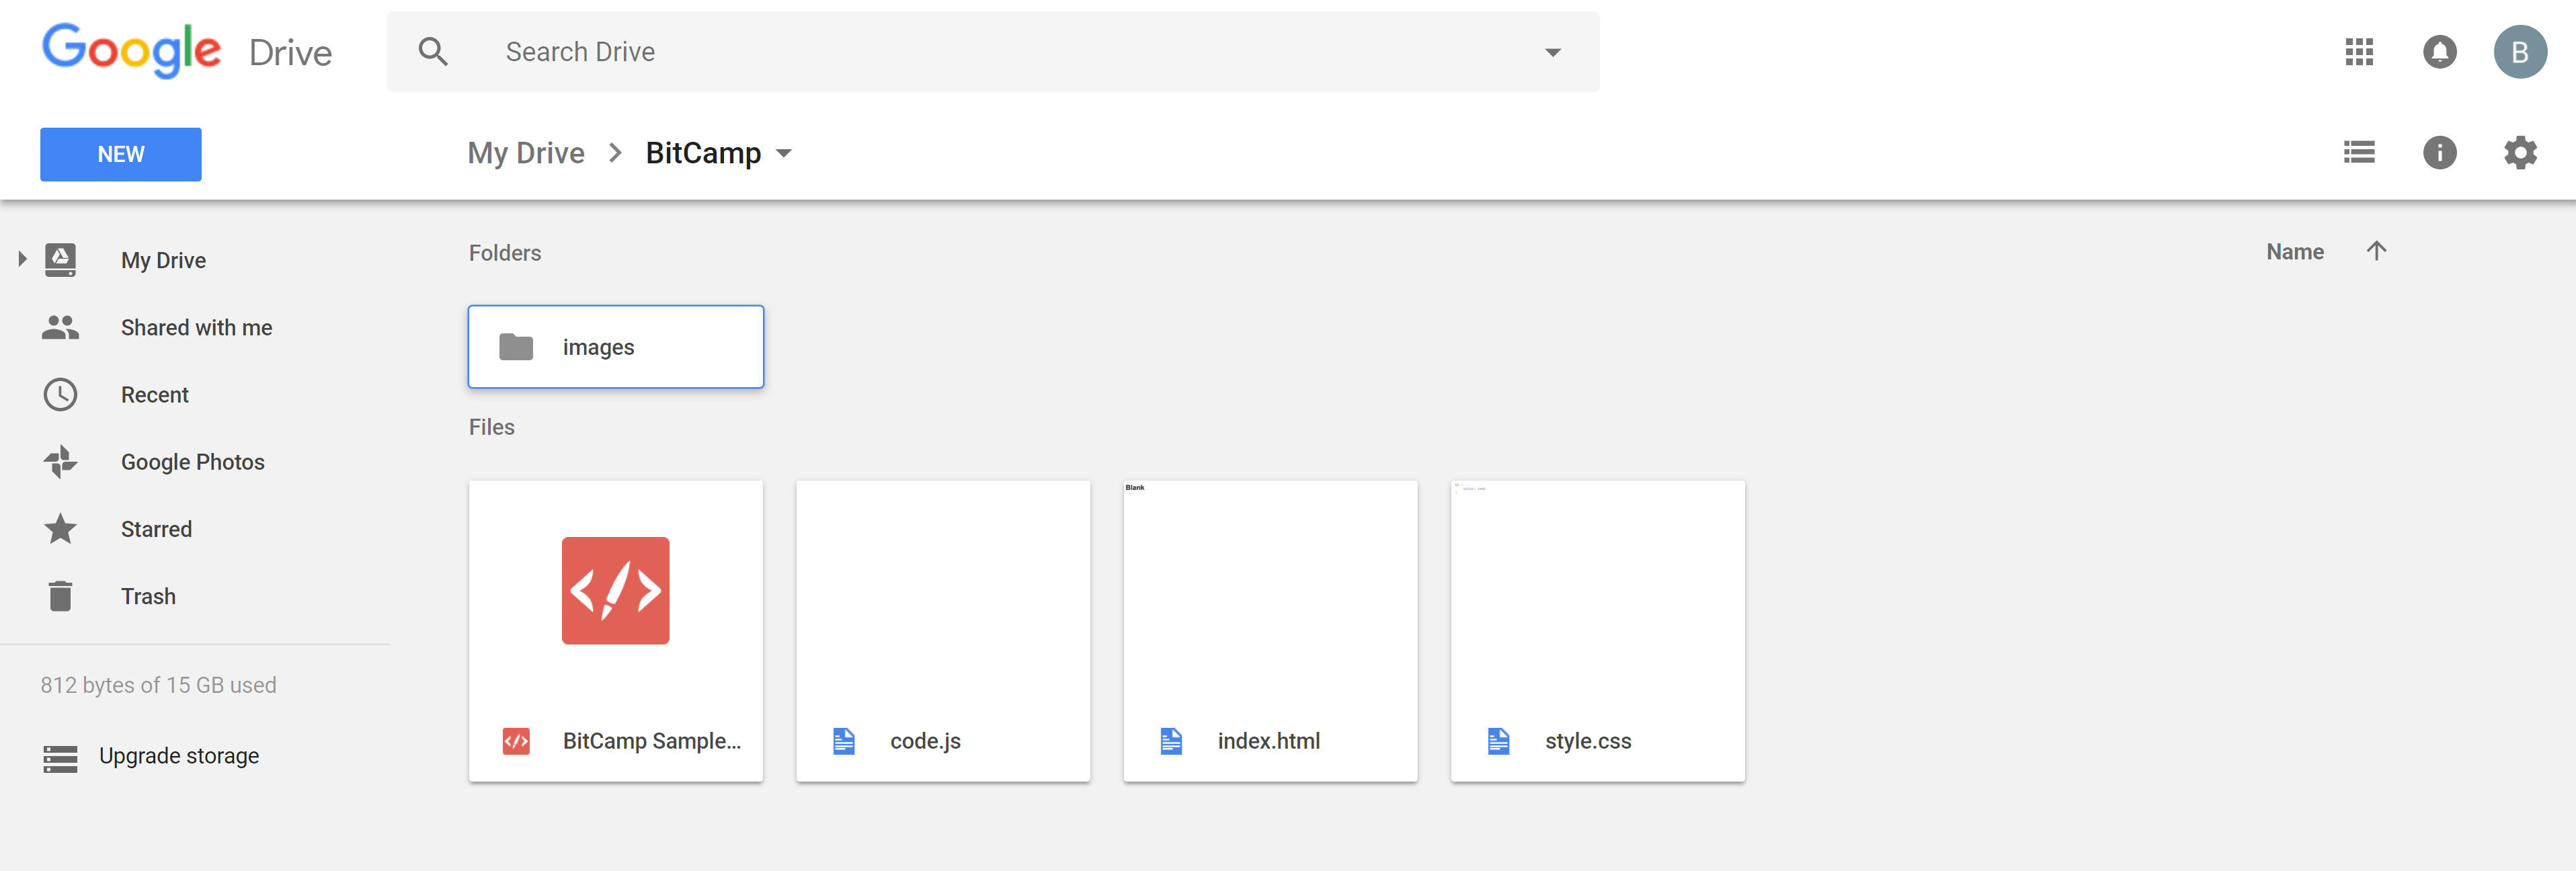 Google Drive
Search Drive
B
NEW
My Drive > BitCamp
My Drive
Shared with me
Recent
Google Photos
Starred
Trash
812 bytes of 15 GB used
Upgrade storage
Folders
Name
images
Files
Blank
BitCamp Sample...
code.js
index.html
style.css